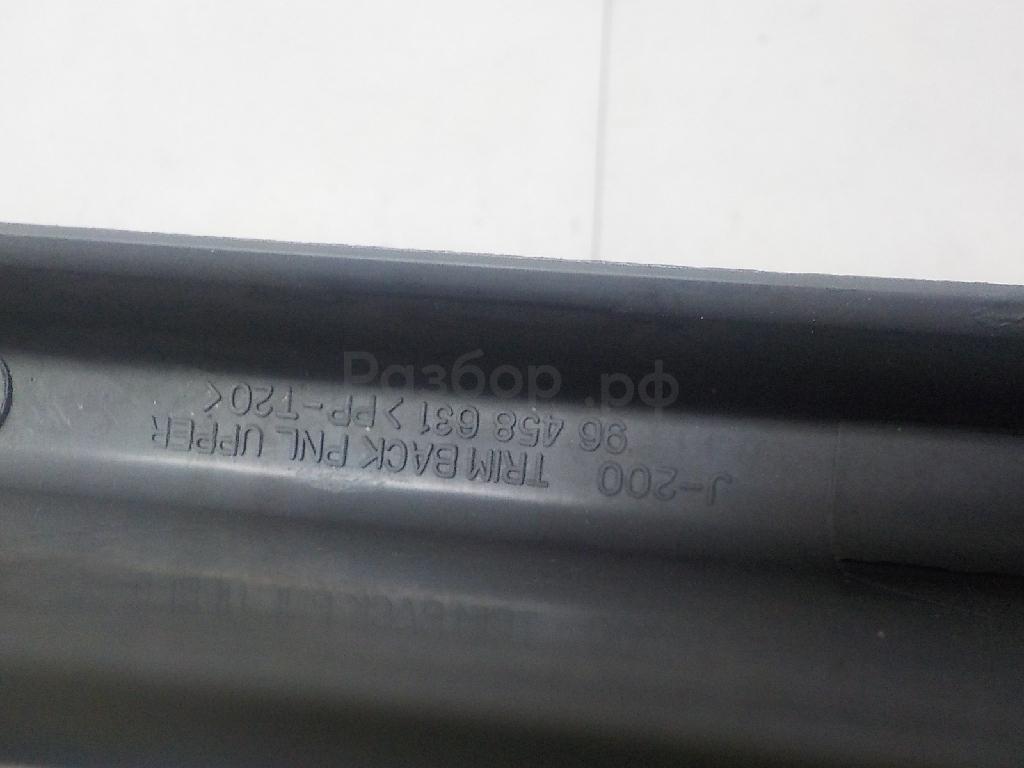 J-200 TRIM BACK PNL UPPER
96 458 631 >PP-T20<
Разбор.рф